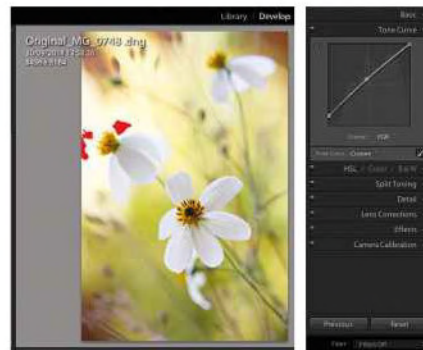 Library | Develop
Original_MG_0748.dng
Basic
Tone Curve
Channel : RGB
Point Curve : Custom
HSL / Color / B & W
Split Toning
Detail
Lens Corrections
Effects
Camera Calibration
Previous
Reset